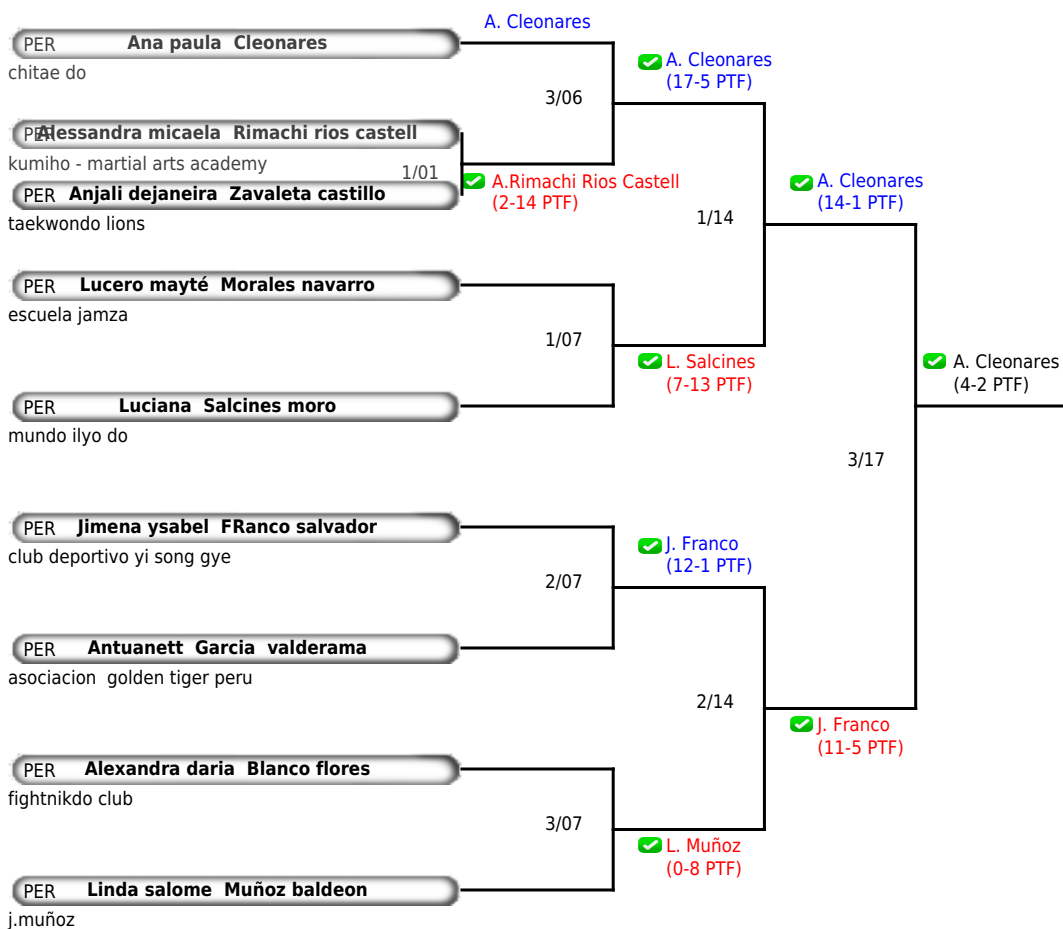 A. Cleonares
PER Ana paula Cleonares
chitae do
A. Cleonares
(17-5 PTF)
3/06
PER Alessandra micaela Rimachi rios castell
kumiho - martial arts academy
1/01
A.Rimachi Rios Castell
(2-14 PTF)
PER Anjali dejaneira Zavaleta castillo
taekwondo lions
A. Cleonares
(14-1 PTF)
1/14
PER Lucero mayté Morales navarro
escuela jamza
1/07
L. Salcines
(7-13 PTF)
A. Cleonares
(4-2 PTF)
PER Luciana Salcines moro
mundo ilyo do
3/17
PER Jimena ysabel FRanco salvador
club deportivo yi song gye
J. Franco
(12-1 PTF)
2/07
PER Antuanett Garcia valderama
asociacion golden tiger peru
2/14
J. Franco
(11-5 PTF)
PER Alexandra daria Blanco flores
fightnikdo club
3/07
L. Muñoz
(0-8 PTF)
PER Linda salome Muñoz baldeon
j.muñoz